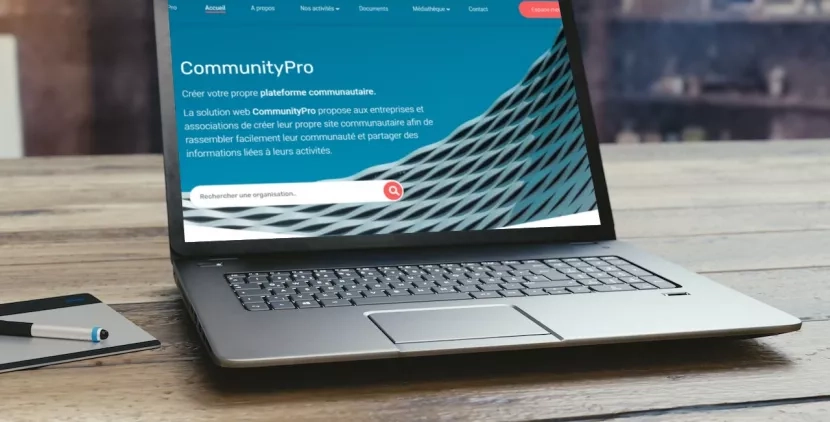 Pro Accueil A propos Nos activités Documents Médiathèque Contact
CommunityPro
Créer votre propre plateforme communautaire.
La solution web CommunityPro propose aux entreprises et
associations de créer leur propre site communautaire afin de
rassembler facilement leur communauté et partager des
informations liées à leurs activités.
Rechercher une organisation..